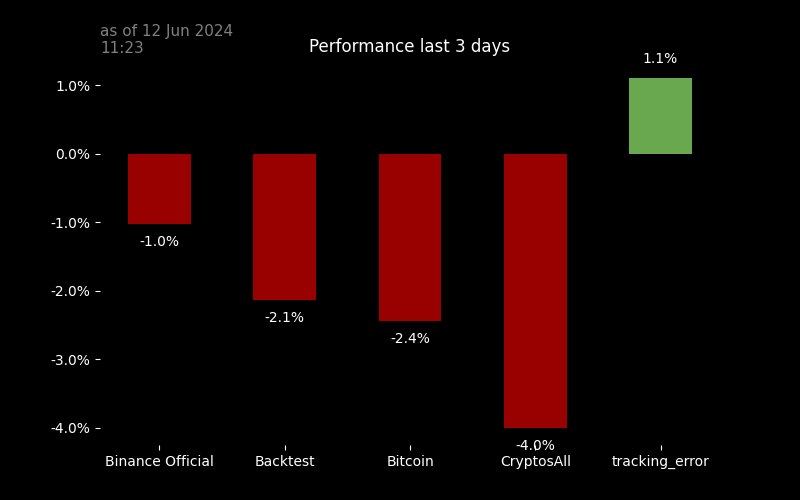 as of 12 Jun 2024
11:23
Performance last 3 days
1.1%
1.0%
0.0%
-1.0%
-2.0%
-3.0%
-4.0%
-1.0%
-2.1%
-2.4%
-4.0%
Binance Official
Backtest
Bitcoin
CryptosAll
tracking_error